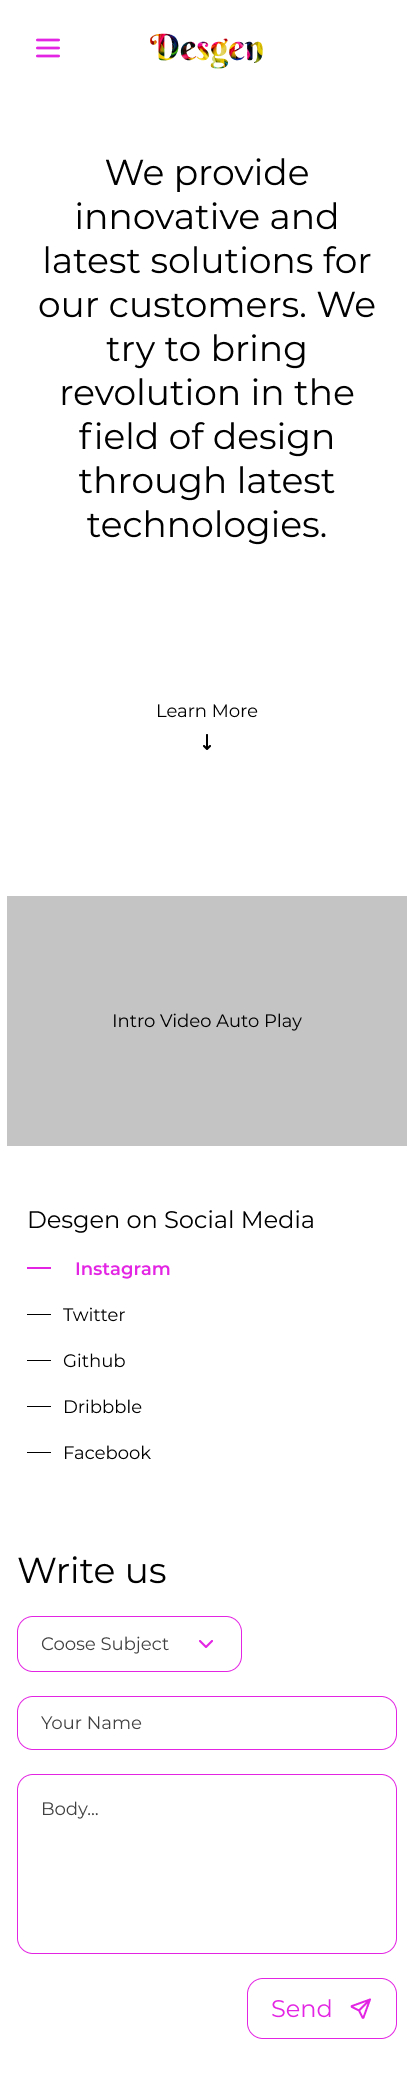 Desgen
We provide
innovative and
latest solutions for
our customers. We
try to bring
revolution in the
field of design
through latest
technologies.
Learn More
Intro Video Auto Play
Desgen on Social Media
Instagram
Twitter
Github
Dribbble
Facebook
Write us
Coose Subject
Your Name
Body...
Send